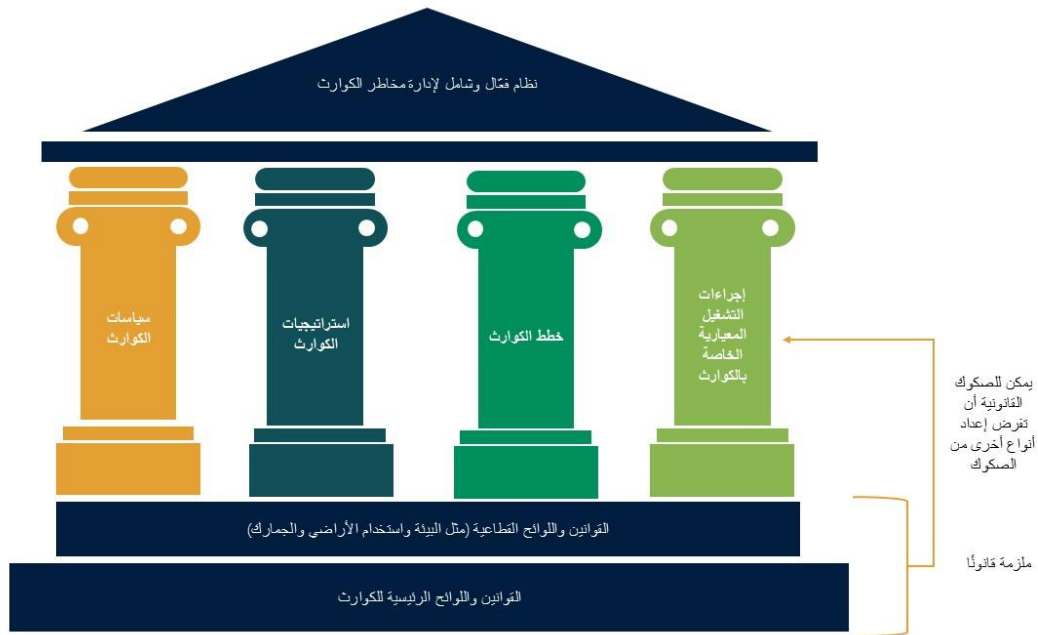 نظام فعّال وشامل لإدارة مخاطر الكوارث
سياسات
الكوارث
استراتيجيات
الكوارث
خطط الكوارث
إجراءات
التشغيل
المعيارية
الخاصة
بالكوارث
يمكن للصكوك
القانونية أن
تفرض إعداد
أنواع أخرى من
الصكوك
القوانين واللوائح القطاعية (مثل البيئة واستخدام الأراضي والجمارك)
ملزمة قانونًا
القوانين واللوائح الرئيسية للكوارث